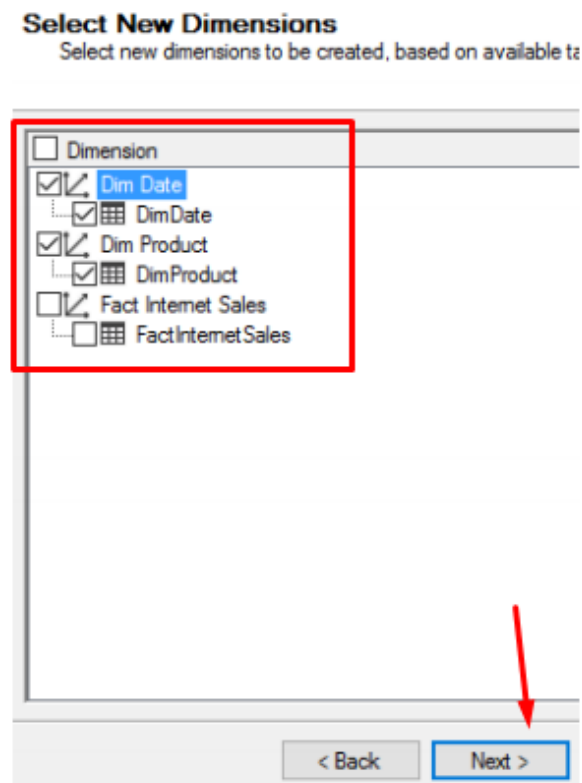 Select New Dimensions
Select new dimensions to be created, based on available ta
Dimension
Dim Date
DimDate
Dim Product
DimProduct
Fact Internet Sales
FactInternetSales
< Back
Next >